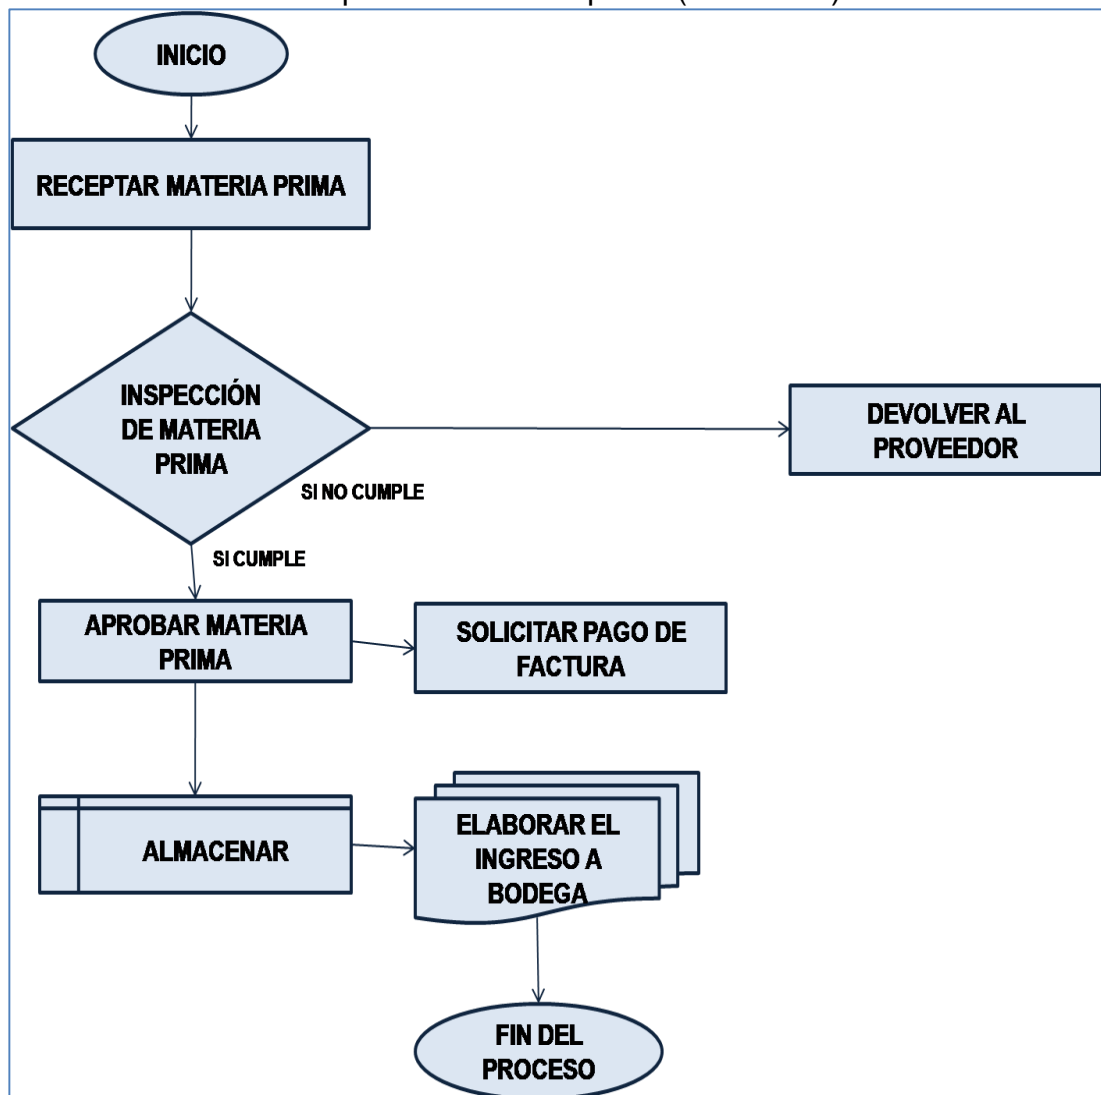 INICIO
RECEPTAR MATERIA PRIMA
INSPECCIÓN
DE MATERIA
PRIMA
DEVOLVER AL
PROVEEDOR
SI NO CUMPLE
SI CUMPLE
APROBAR MATERIA
PRIMA
SOLICITAR PAGO DE
FACTURA
ALMACENAR
ELABORAR EL
INGRESO A
BODEGA
FIN DEL
PROCESO